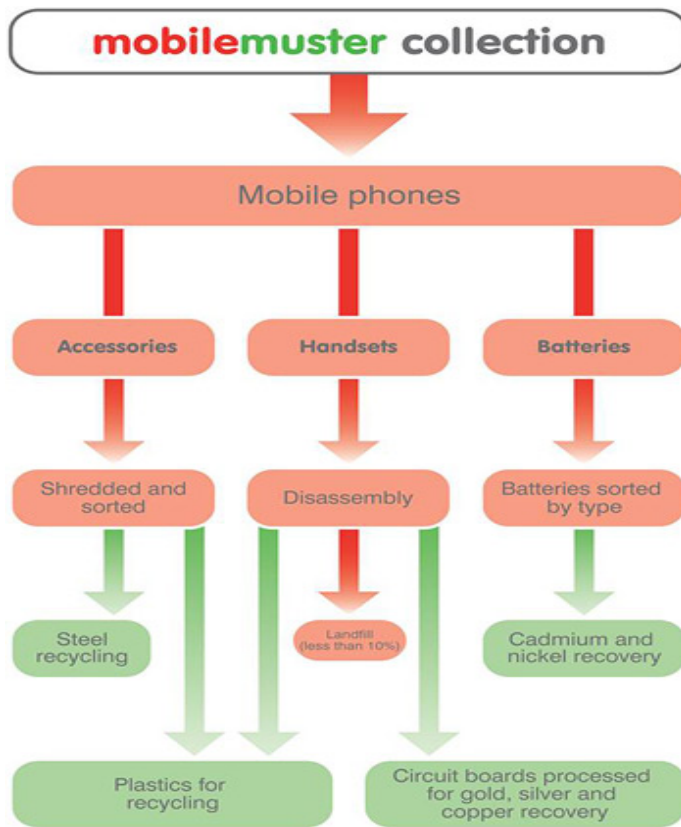 mobilemuster collection
Mobile phones
Accessories
Handsets
Batteries
Shredded and
sorted
Disassembly
Batteries sorted
by type
Steel
recycling
Landfill
(less than 10%)
Cadmium and
nickel recovery
Plastics for
recycling
Circuit boards processed
for gold, silver and
copper recovery